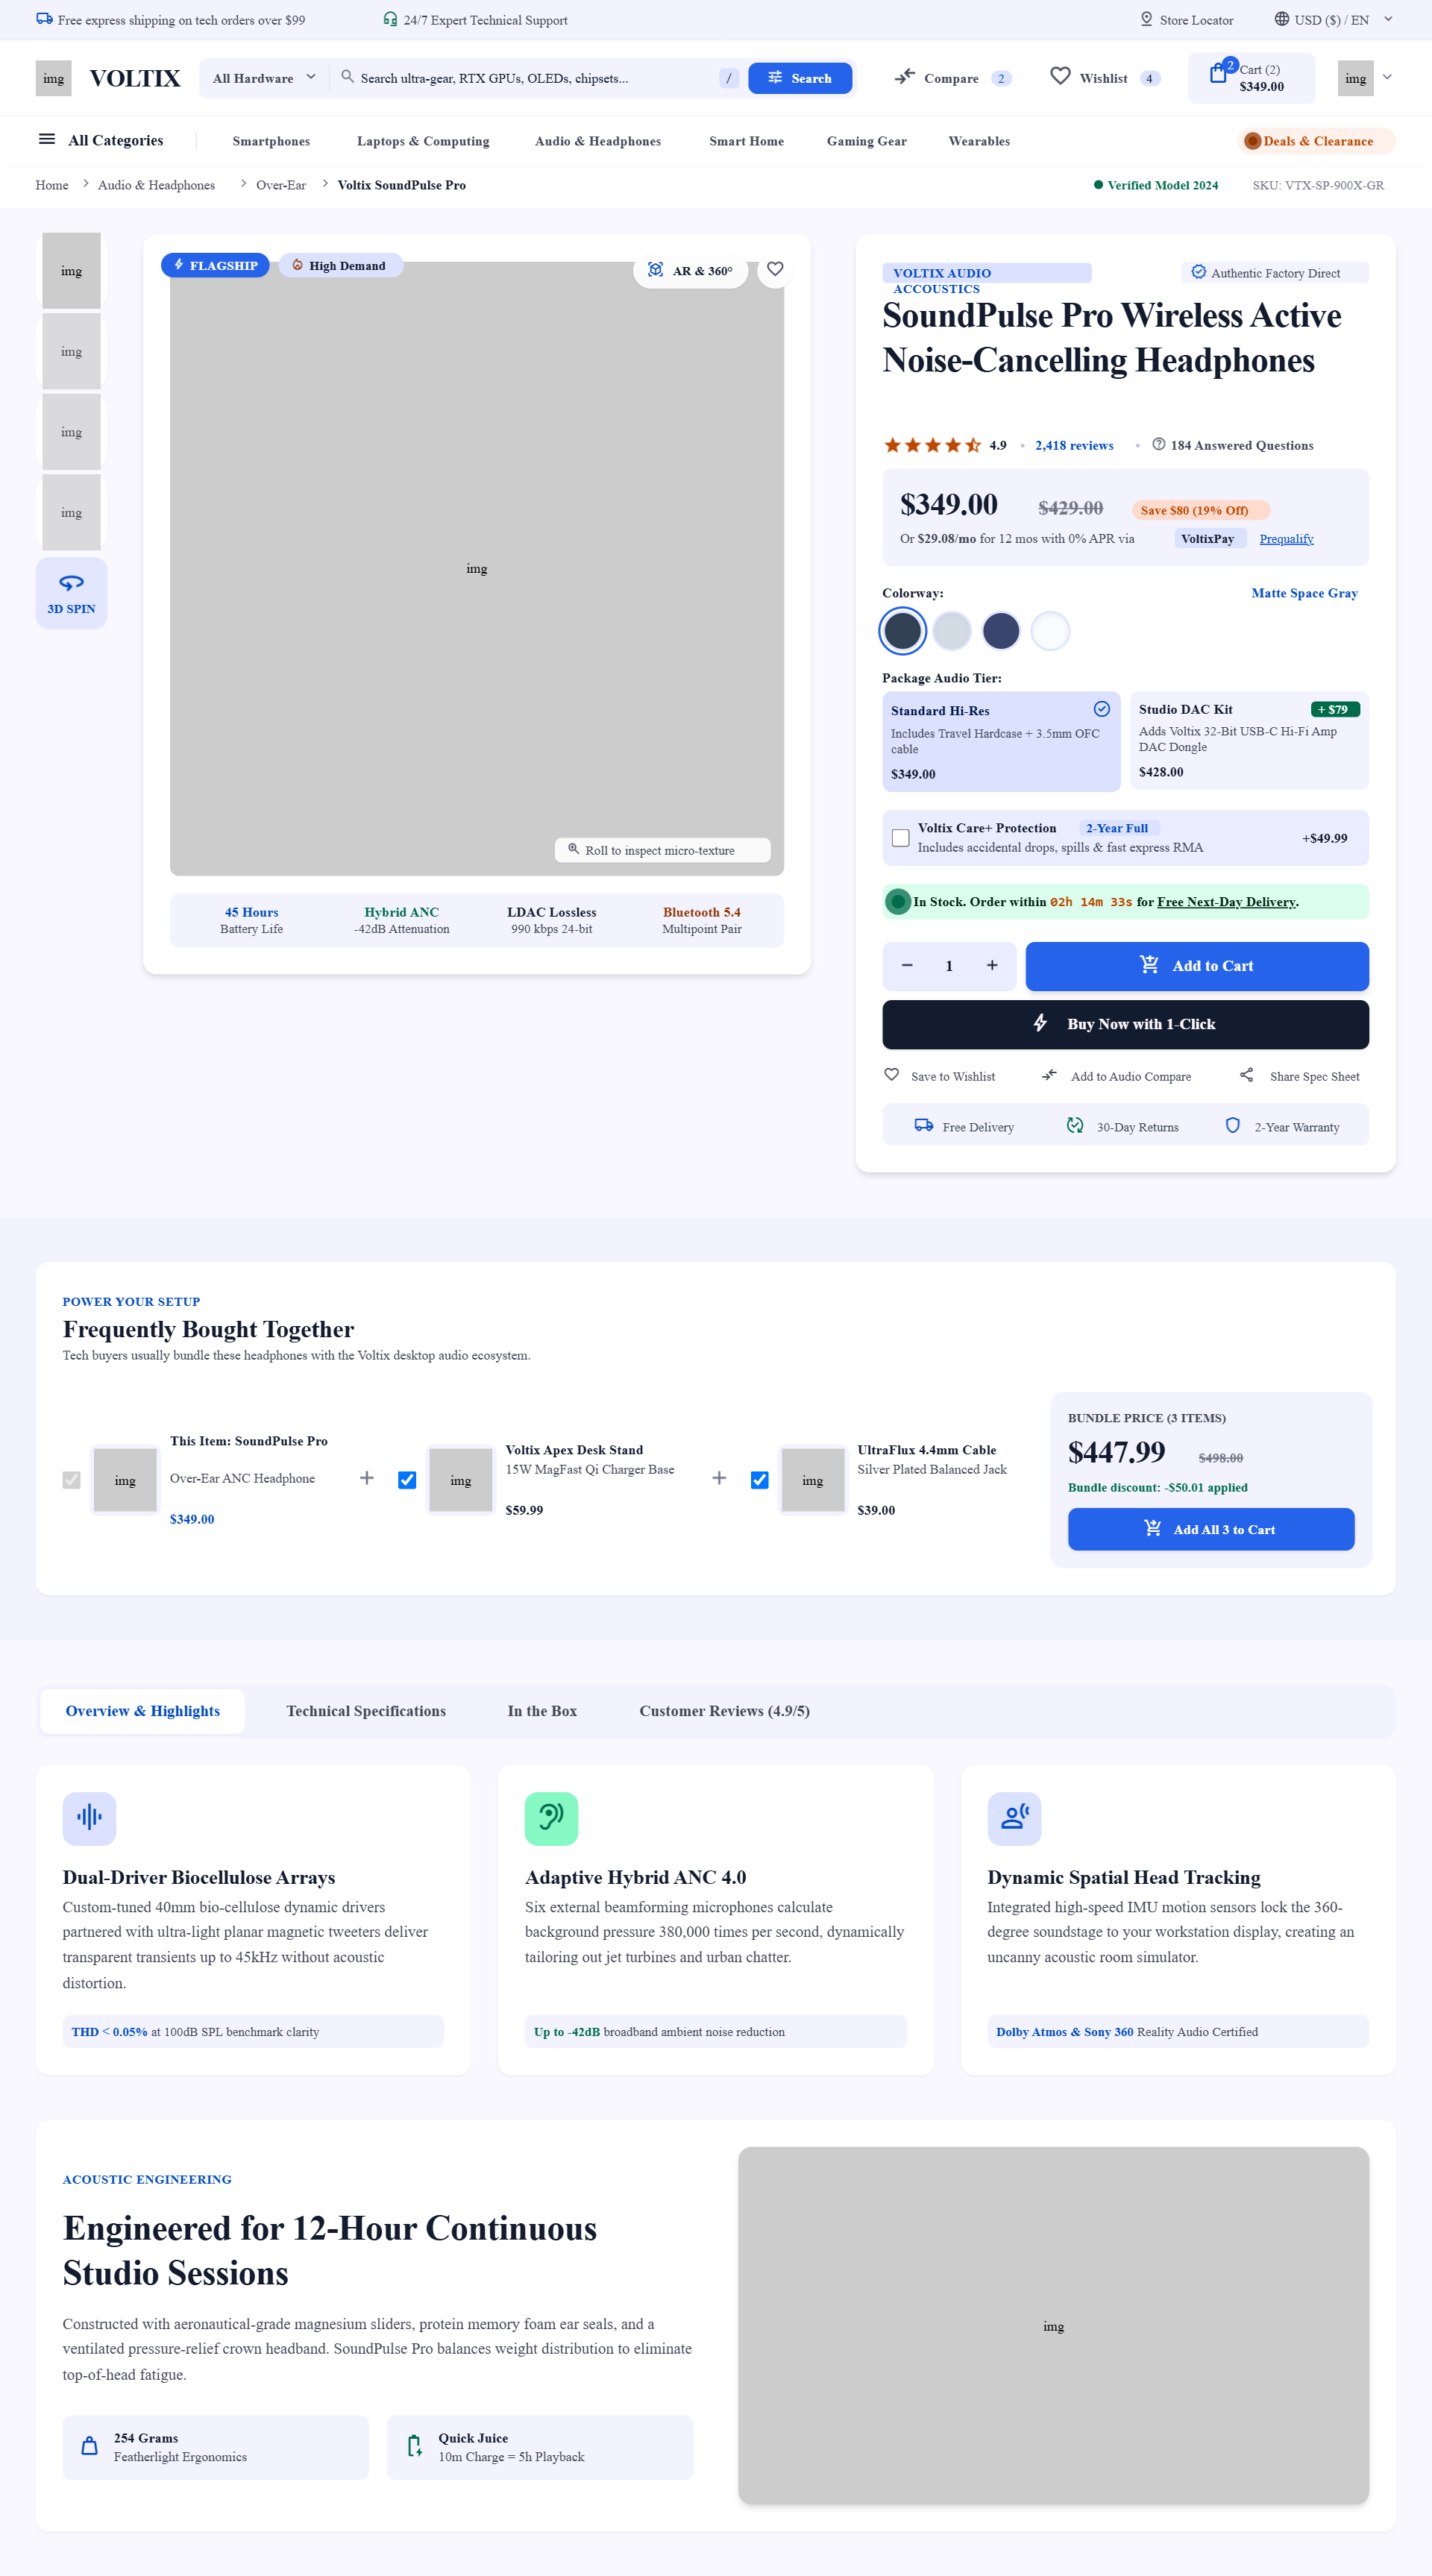 Free express shipping on tech orders over $99
24/7 Expert Technical Support
Store Locator
USD ($) / EN
img
VOLTIX
All Hardware
Search ultra-gear, RTX GPUs, OLEDs, chipsets...
/
Search
Compare
2
Wishlist
4
2
Cart (2)
$349.00
img
All Categories
Smartphones
Laptops & Computing
Audio & Headphones
Smart Home
Gaming Gear
Wearables
Deals & Clearance
Home
Audio & Headphones
Over-Ear
Voltix SoundPulse Pro
Verified Model 2024
SKU: VTX-SP-900X-GR
img
img
img
img
3D SPIN
FLAGSHIP
High Demand
AR & 360°
img
Roll to inspect micro-texture
45 Hours
Battery Life
Hybrid ANC
-42dB Attenuation
LDAC Lossless
990 kbps 24-bit
Bluetooth 5.4
Multipoint Pair
VOLTIX AUDIO
ACCOUSTICS
Authentic Factory Direct
SoundPulse Pro Wireless Active
Noise-Cancelling Headphones
4.9
2,418 reviews
184 Answered Questions
$349.00
$429.00
Save $80 (19% Off)
Or $29.08/mo for 12 mos with 0% APR via
VoltixPay
Prequalify
Colorway:
Matte Space Gray
Package Audio Tier:
Standard Hi-Res
Includes Travel Hardcase + 3.5mm OFC
cable
$349.00
Studio DAC Kit
+ $79
Adds Voltix 32-Bit USB-C Hi-Fi Amp
DAC Dongle
$428.00
Voltix Care+ Protection
2-Year Full
Includes accidental drops, spills & fast express RMA
+$49.99
In Stock. Order within 02h 14m 33s for Free Next-Day Delivery.
1
Add to Cart
Buy Now with 1-Click
Save to Wishlist
Add to Audio Compare
Share Spec Sheet
Free Delivery
30-Day Returns
2-Year Warranty
POWER YOUR SETUP
Frequently Bought Together
Tech buyers usually bundle these headphones with the Voltix desktop audio ecosystem.
img
This Item: SoundPulse Pro
Over-Ear ANC Headphone
$349.00
img
Voltix Apex Desk Stand
15W MagFast Qi Charger Base
$59.99
img
UltraFlux 4.4mm Cable
Silver Plated Balanced Jack
$39.00
BUNDLE PRICE (3 ITEMS)
$447.99
$498.00
Bundle discount: -$50.01 applied
Add All 3 to Cart
Overview & Highlights
Technical Specifications
In the Box
Customer Reviews (4.9/5)
Dual-Driver Biocellulose Arrays
Custom-tuned 40mm bio-cellulose dynamic drivers
partnered with ultra-light planar magnetic tweeters deliver
transparent transients up to 45kHz without acoustic
distortion.
THD < 0.05% at 100dB SPL benchmark clarity
Adaptive Hybrid ANC 4.0
Six external beamforming microphones calculate
background pressure 380,000 times per second, dynamically
tailoring out jet turbines and urban chatter.
Up to -42dB broadband ambient noise reduction
Dynamic Spatial Head Tracking
Integrated high-speed IMU motion sensors lock the 360-
degree soundstage to your workstation display, creating an
uncanny acoustic room simulator.
Dolby Atmos & Sony 360 Reality Audio Certified
ACOUSTIC ENGINEERING
Engineered for 12-Hour Continuous
Studio Sessions
Constructed with aeronautical-grade magnesium sliders, protein memory foam ear seals, and a
ventilated pressure-relief crown headband. SoundPulse Pro balances weight distribution to eliminate
top-of-head fatigue.
254 Grams
Featherlight Ergonomics
Quick Juice
10m Charge = 5h Playback
img